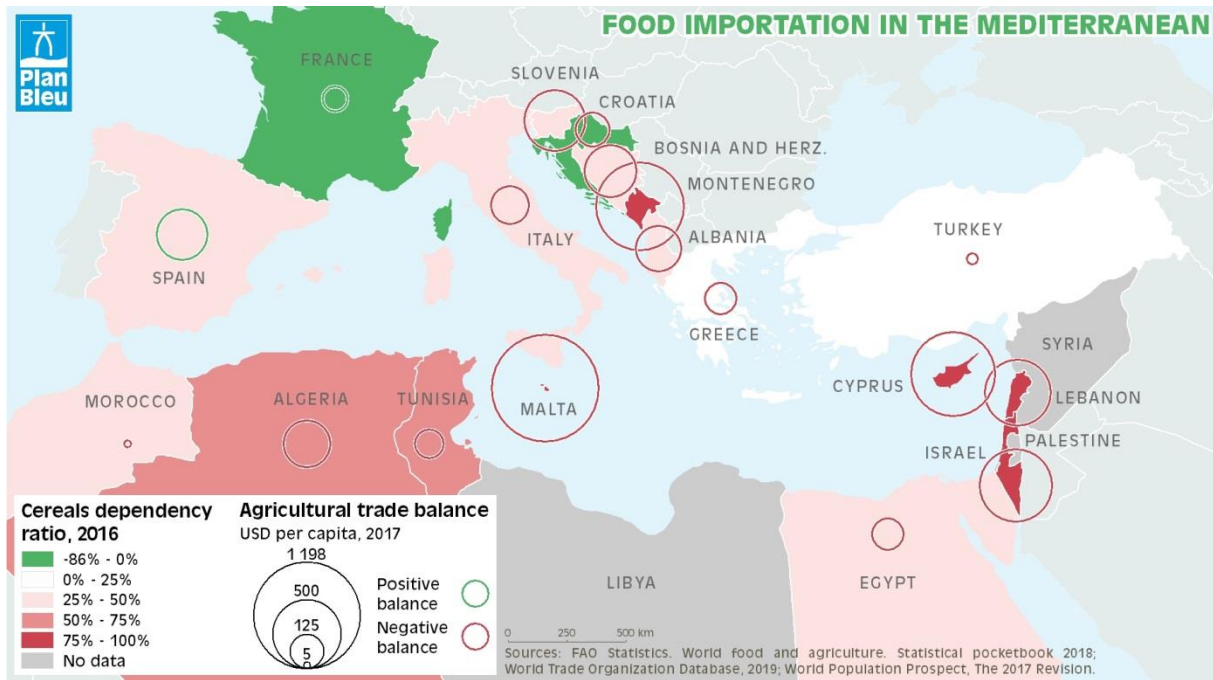 FOOD IMPORTATION IN THE MEDITERRANEAN
Plan
Bleu
FRANCE
SLOVENIA
CROATIA
BOSNIA AND HERZ.
MONTENEGRO
ALBANIA
ITALY
SPAIN
TURKEY
GREECE
SYRIA
CYPRUS
LEBANON
MOROCCO
ALGERIA
TUNISIA
MALTA
PALESTINE
ISRAEL
LIBYA
EGYPT
Cereals dependency
ratio, 2016
-86% - 0%
0% - 25%
25% - 50%
50% - 75%
75% - 100%
No data
Agricultural trade balance
USD per capita, 2017
1 198
500
125
5
0
Positive
balance
Negative
balance
0 250 500 km
Sources: FAO Statistics. World food and agriculture. Statistical pocketbook 2018;
World Trade Organization Database, 2019; World Population Prospect, The 2017 Revision.